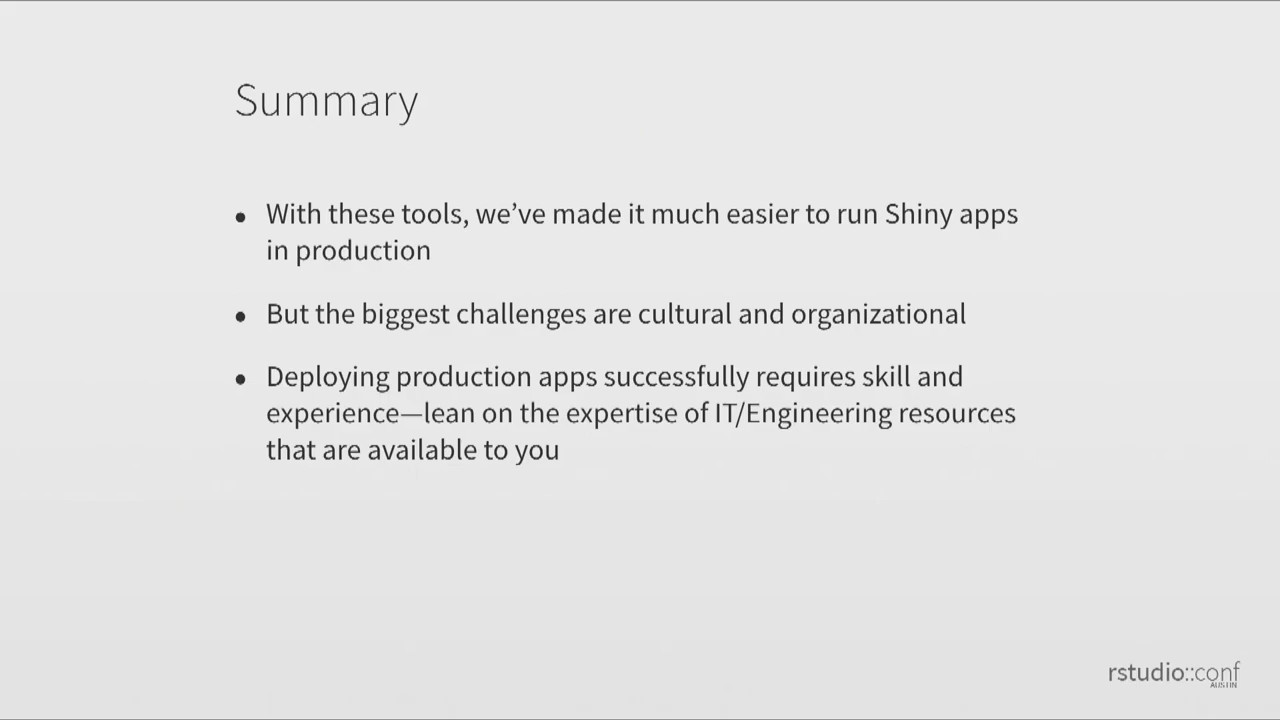 Summary
• With these tools, we’ve made it much easier to run Shiny apps
in production
• But the biggest challenges are cultural and organizational
• Deploying production apps successfully requires skill and
experience—lean on the expertise of IT/Engineering resources
that are available to you
rstudio::conf
AUSTIN